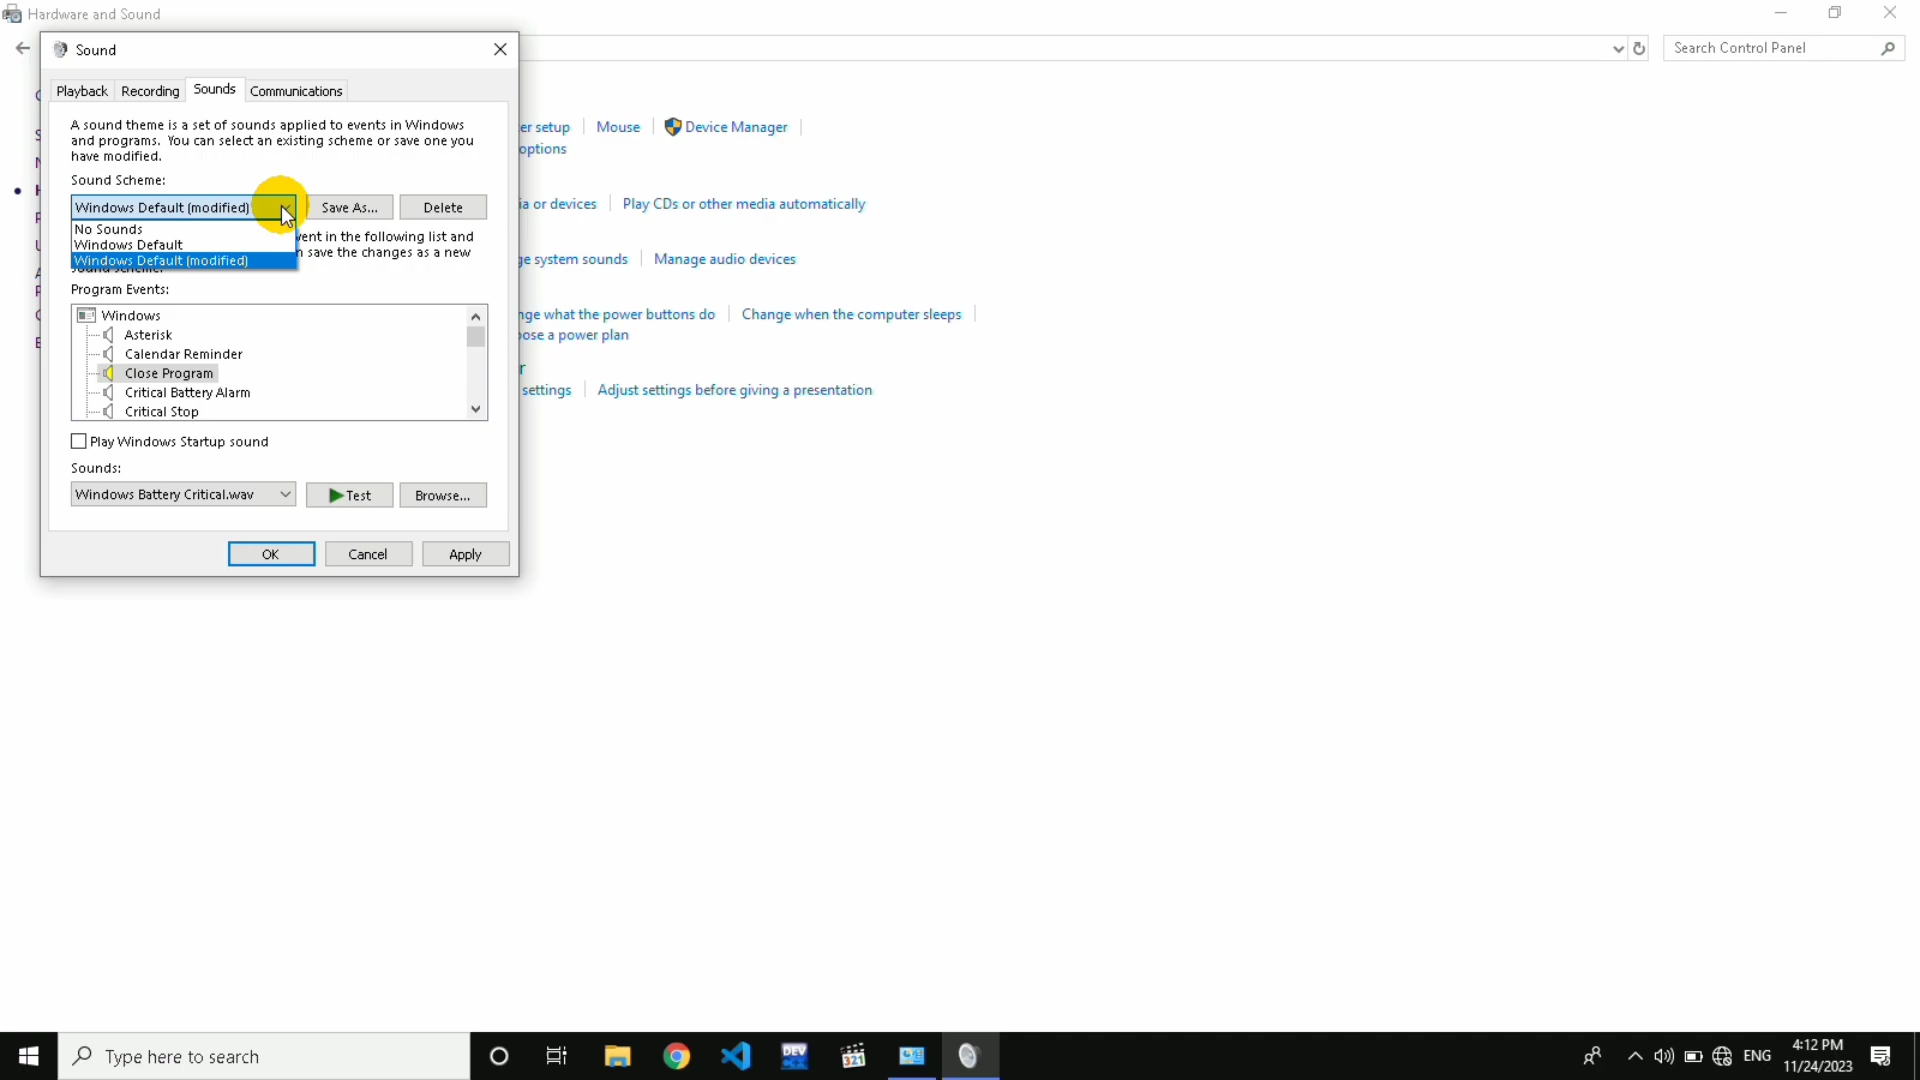 Hardware and Sound
Search Control Panel
Sound
Playback
Recording
Sounds
Communications
A sound theme is a set of sounds applied to events in Windows
and programs. You can select an existing scheme or save one you
have modified.
Sound Scheme:
Windows Default (modified)
Save As...
Delete
No Sounds
Windows Default
Windows Default (modified)
vent in the following list and
save the changes as a new
Program Events:
Windows
Asterisk
Calendar Reminder
Close Program
Critical Battery Alarm
Critical Stop
Play Windows Startup sound
Sounds:
Windows Battery Critical.wav
Test
Browse...
OK
Cancel
Apply
er setup
Mouse
Device Manager
options
ia or devices
Play CDs or other media automatically
ge system sounds
Manage audio devices
nge what the power buttons do
Change when the computer sleeps
oose a power plan
r
settings
Adjust settings before giving a presentation
Type here to search
DEV
321
ENG
4:12 PM
11/24/2023